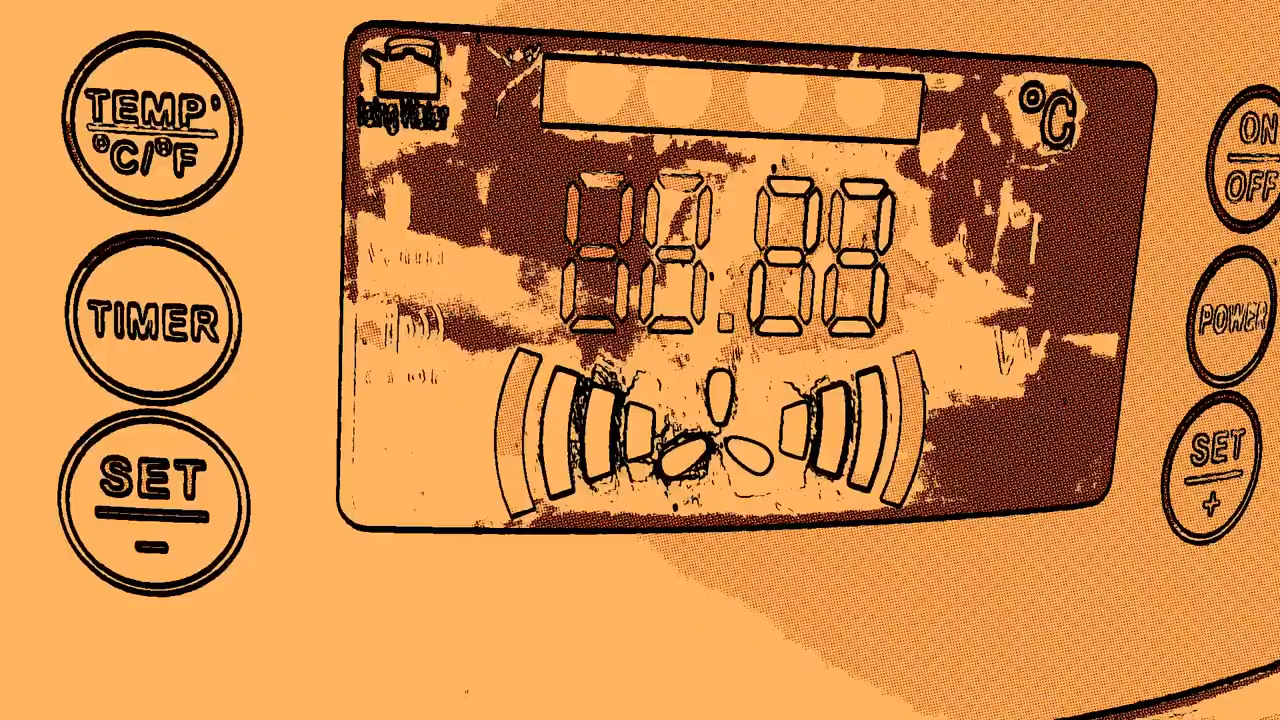 TEMP'
°C/°F
TIMER
SET
-
°C
ON
OFF
POWER
SET
+